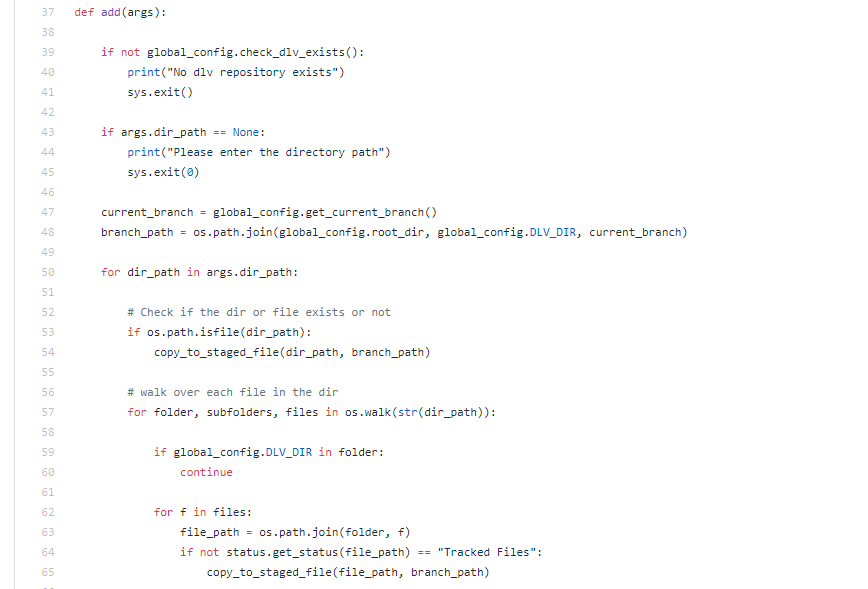 37 def add(args):
38
39     if not global_config.check_dlv_exists():
40         print("No dlv repository exists")
41         sys.exit()
42
43     if args.dir_path == None:
44         print("Please enter the directory path")
45         sys.exit(0)
46
47     current_branch = global_config.get_current_branch()
48     branch_path = os.path.join(global_config.root_dir, global_config.DLV_DIR, current_branch)
49
50     for dir_path in args.dir_path:
51
52         # Check if the dir or file exists or not
53         if os.path.isfile(dir_path):
54             copy_to_staged_file(dir_path, branch_path)
55
56         # walk over each file in the dir
57         for folder, subfolders, files in os.walk(str(dir_path)):
58
59             if global_config.DLV_DIR in folder:
60                 continue
61
62             for f in files:
63                 file_path = os.path.join(folder, f)
64                 if not status.get_status(file_path) == "Tracked Files":
65                     copy_to_staged_file(file_path, branch_path)